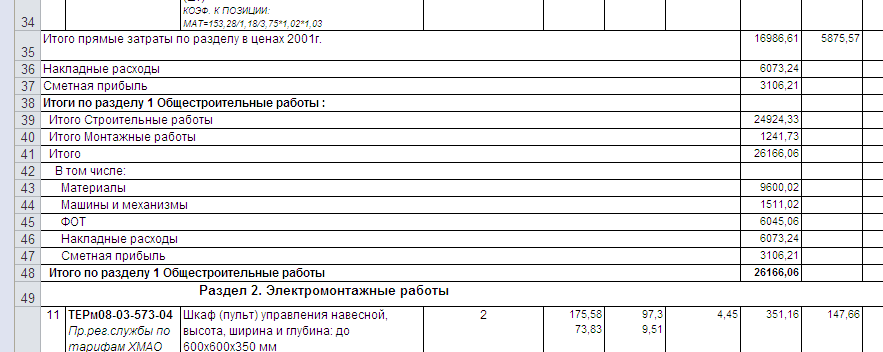 (шт)
34 КОЭФ. К ПОЗИЦИИ:
МАТ=153,28/1,18/3,75*1,02*1,03
35 Итого прямые затраты по разделу в ценах 2001г. 16986,61 5875,57
36 Накладные расходы 6073,24
37 Сметная прибыль 3106,21
38 Итоги по разделу 1 Общестроительные работы :
39 Итого Строительные работы 24924,33
40 Итого Монтажные работы 1241,73
41 Итого 26166,06
42 В том числе:
43 Материалы 9600,02
44 Машины и механизмы 1511,02
45 ФОТ 6045,06
46 Накладные расходы 6073,24
47 Сметная прибыль 3106,21
48 Итого по разделу 1 Общестроительные работы 26166,06
49 Раздел 2. Электромонтажные работы
11 ТЕРм08-03-573-04 Шкаф (пульт) управления навесной, 2 175,58 97,3 4,45 351,16 147,66
Пр.рег.службы по высота, ширина и глубина: до 73,83 9,51
тарифам ХМАО 600х600х350 мм